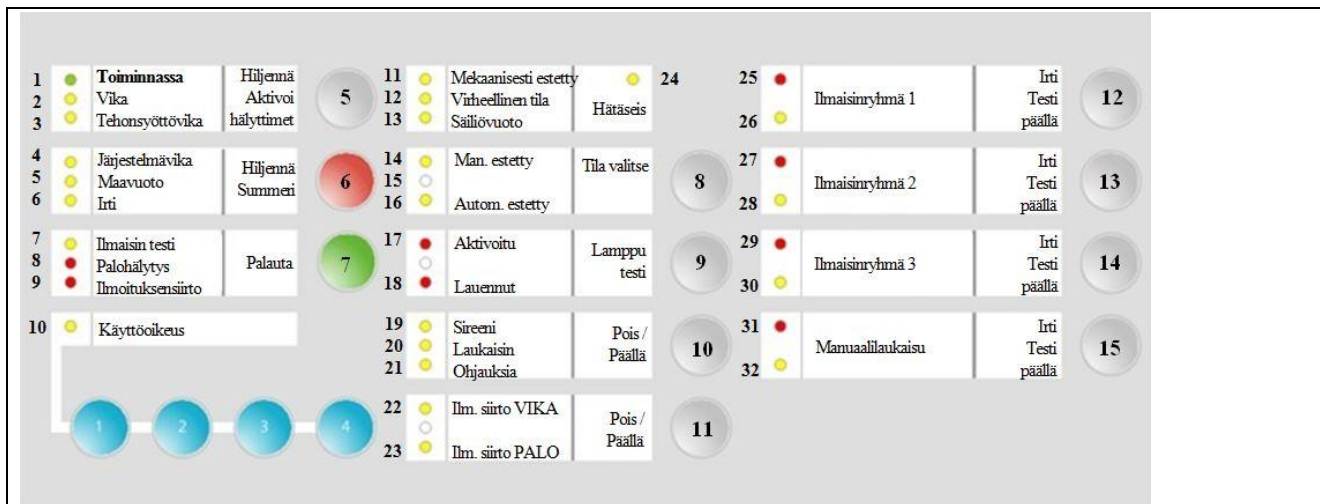 1 Toiminnassa Hiljennä
2 Vika Aktivoi 5
3 Tehonsyöttövika hälyttimet
4 Järjestelmävika Hiljennä
5 Maavuoto Summeri 6
6 Irti
7 Ilmaisin testi
8 Palohälytys Palauta 7
9 Ilmoituksensiirto
10 Käyttöoikeus
1 2 3 4
11 Mekaanisesti estetty 24
12 Virheellinen tila Hätäseis
13 Säiliövuoto
14 Man. estetty Tila valitse
15 8
16 Autom. estetty
17 Aktivoitu Lamppu
testi 9
18 Lauennut
19 Sireeni Pois /
20 Laukaisin Päällä 10
21 Ohjauksia
22 Ilm. siirto VIKA Pois /
Päällä 11
23 Ilm. siirto PALO
25 Irti
Ilmaisinryhmä 1 Testi 12
26 päällä
27 Irti
Ilmaisinryhmä 2 Testi 13
28 päällä
29 Irti
Ilmaisinryhmä 3 Testi 14
30 päällä
31 Irti
Manuaalilaukaisu Testi 15
32 päällä